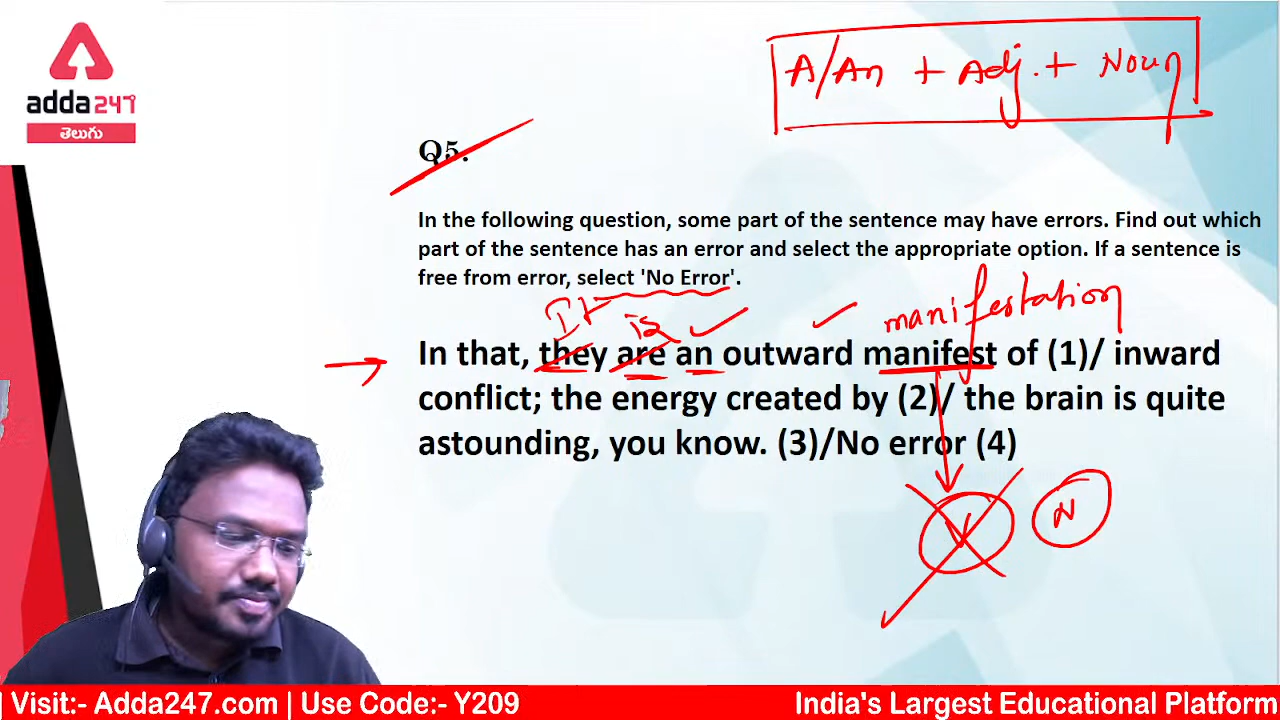 A/An + Adj. + Noun
adda247
తెలుగు
Q5.
In the following question, some part of the sentence may have errors. Find out which
part of the sentence has an error and select the appropriate option. If a sentence is
free from error, select 'No Error'.
It is manifestation
In that, they are an outward manifest of (1)/ inward
conflict; the energy created by (2)/ the brain is quite
astounding, you know. (3)/No error (4)
V N
Visit:- Adda247.com | Use Code:- Y209
India's Largest Educational Platform